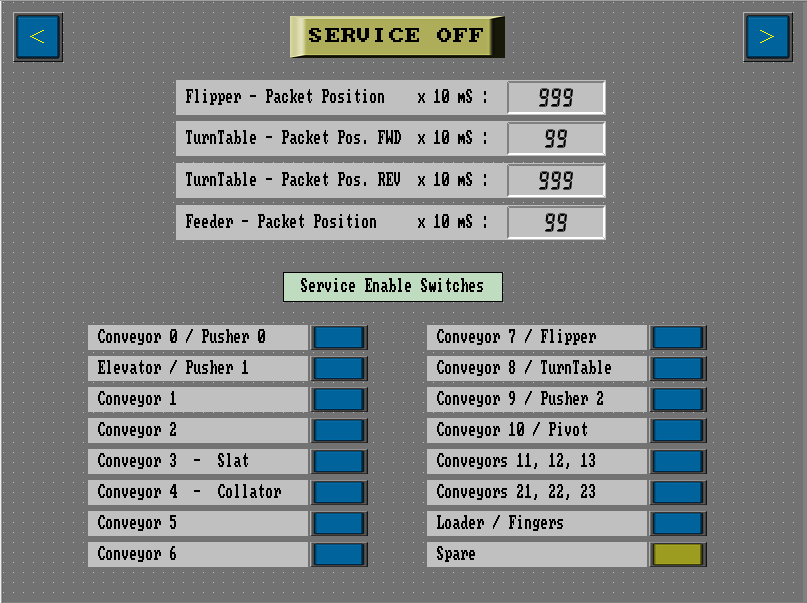 <
SERVICE OFF
>
Flipper - Packet Position x 10 mS : 999
TurnTable - Packet Pos. FWD x 10 mS : 99
TurnTable - Packet Pos. REV x 10 mS : 999
Feeder - Packet Position x 10 mS : 99
Service Enable Switches
Conveyor 0 / Pusher 0
Elevator / Pusher 1
Conveyor 1
Conveyor 2
Conveyor 3 - Slat
Conveyor 4 - Collator
Conveyor 5
Conveyor 6
Conveyor 7 / Flipper
Conveyor 8 / TurnTable
Conveyor 9 / Pusher 2
Conveyor 10 / Pivot
Conveyors 11, 12, 13
Conveyors 21, 22, 23
Loader / Fingers
Spare